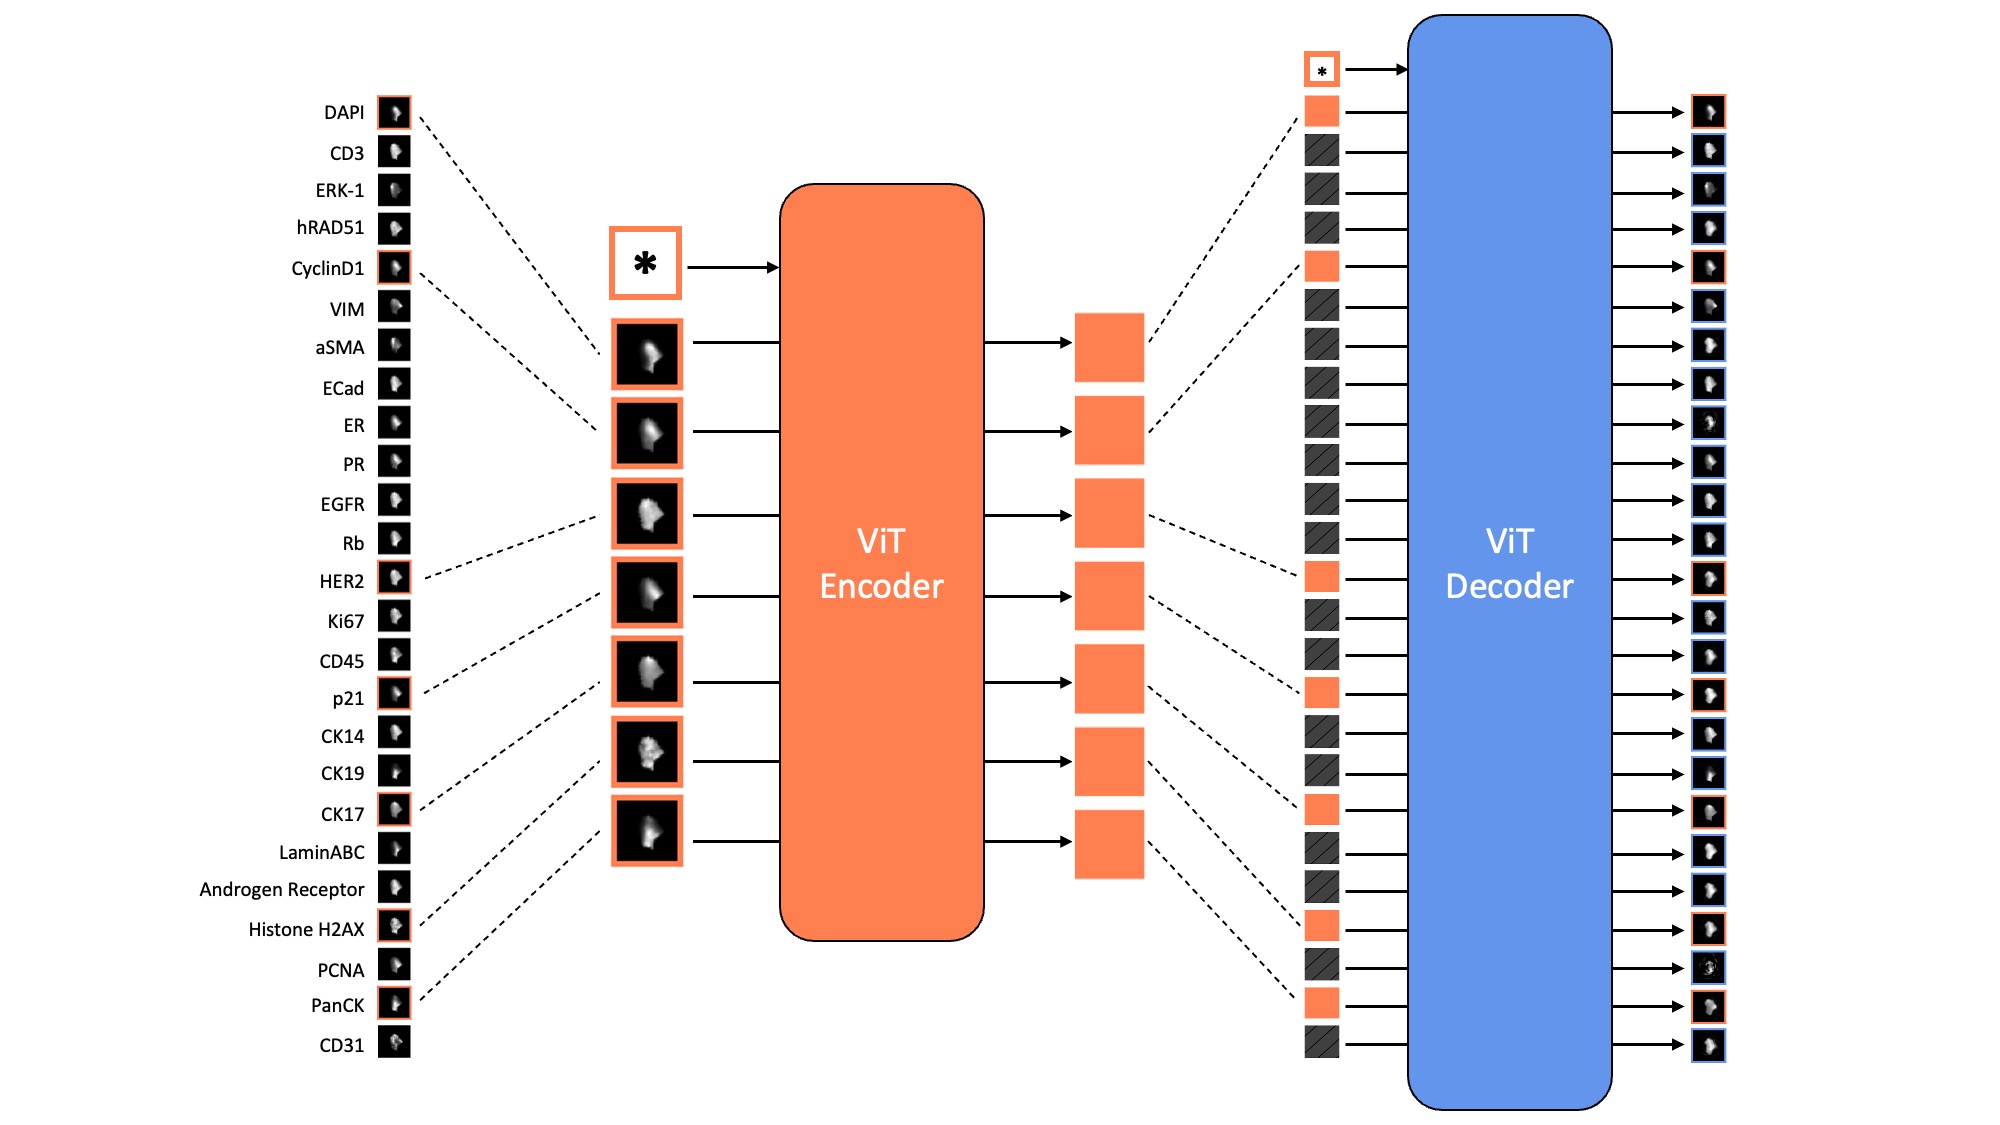 DAPI
CD3
ERK-1
hRAD51
CyclinD1
VIM
aSMA
ECad
ER
PR
EGFR
Rb
HER2
Ki67
CD45
p21
CK14
CK19
CK17
LaminABC
Androgen Receptor
Histone H2AX
PCNA
PanCK
CD31
*
ViT
Encoder
*
ViT
Decoder